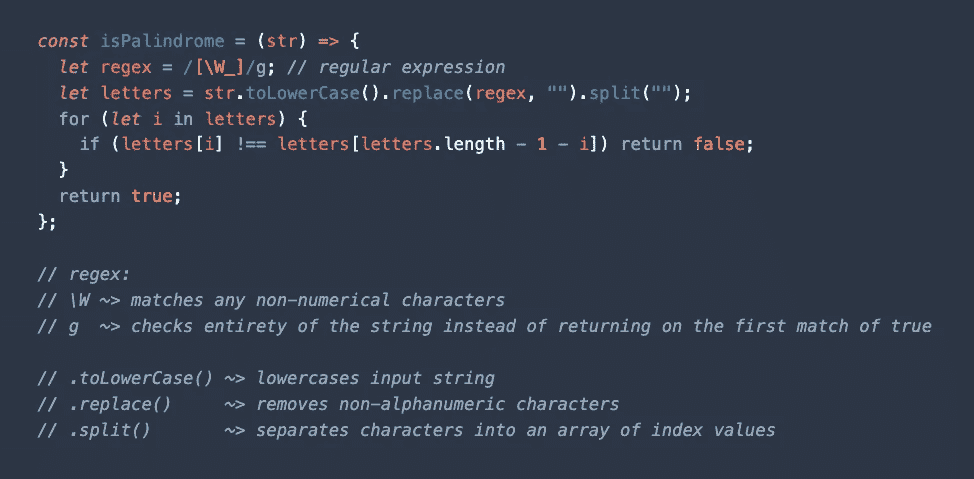 const isPalindrome = (str) => {
  let regex = /[\W_]/g; // regular expression
  let letters = str.toLowerCase().replace(regex, "").split("");
  for (let i in letters) {
    if (letters[i] !== letters[letters.length - 1 - i]) return false;
  }
  return true;
};

// regex:
// \W ~> matches any non-numerical characters
// g  ~> checks entirety of the string instead of returning on the first match of true

// .toLowerCase() ~> lowercases input string
// .replace()     ~> removes non-alphanumeric characters
// .split()       ~> separates characters into an array of index values